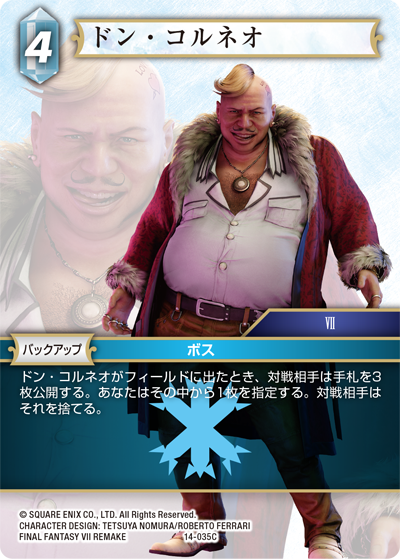 4
ドン・コルネオ
VII
バックアップ
ボス
ドン・コルネオがフィールドに出たとき、対戦相手は手札を3
枚公開する。あなたはその中から1枚を指定する。対戦相手は
それを捨てる。
© SQUARE ENIX CO., LTD. All Rights Reserved.
CHARACTER DESIGN: TETSUYA NOMURA/ROBERTO FERRARI
FINAL FANTASY VII REMAKE 14-035C